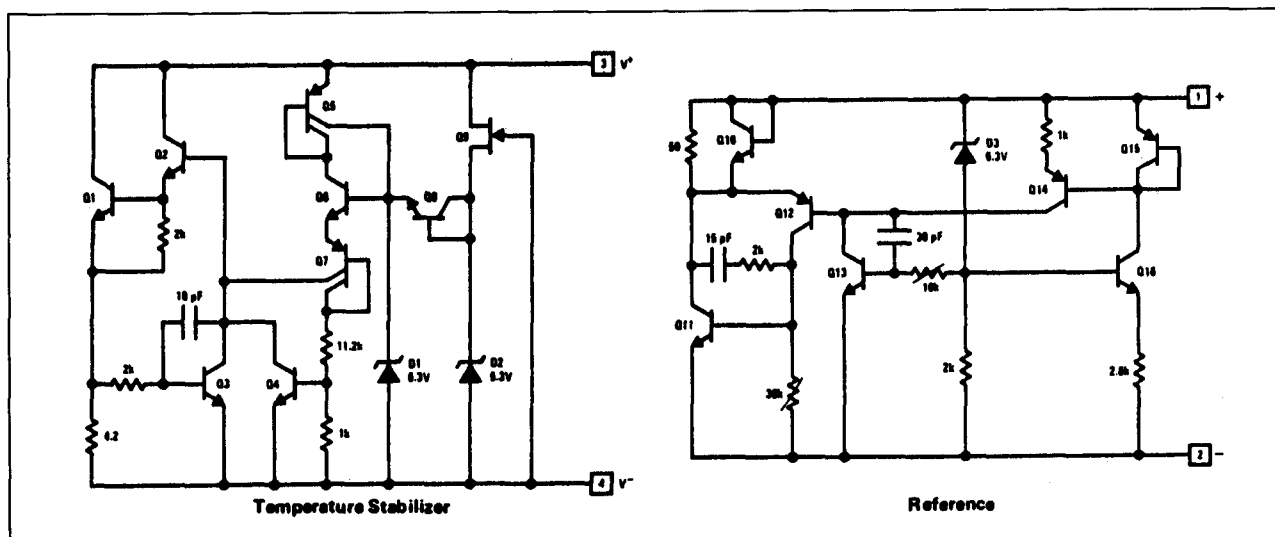 3 V+
Q5
Q9
Q2
Q1
2k
Q6
Q8
Q7
10 pF
11.2k
2k
Q3
Q4
D1
6.3V
D2
6.3V
4.2
1k
4 V−
Temperature Stabilizer
1 +
50
Q10
D3
6.3V
1k
Q15
Q14
Q12
15 pF
2k
30 pF
Q13
10k
Q16
Q11
30k
2k
2.8k
2 −
Reference